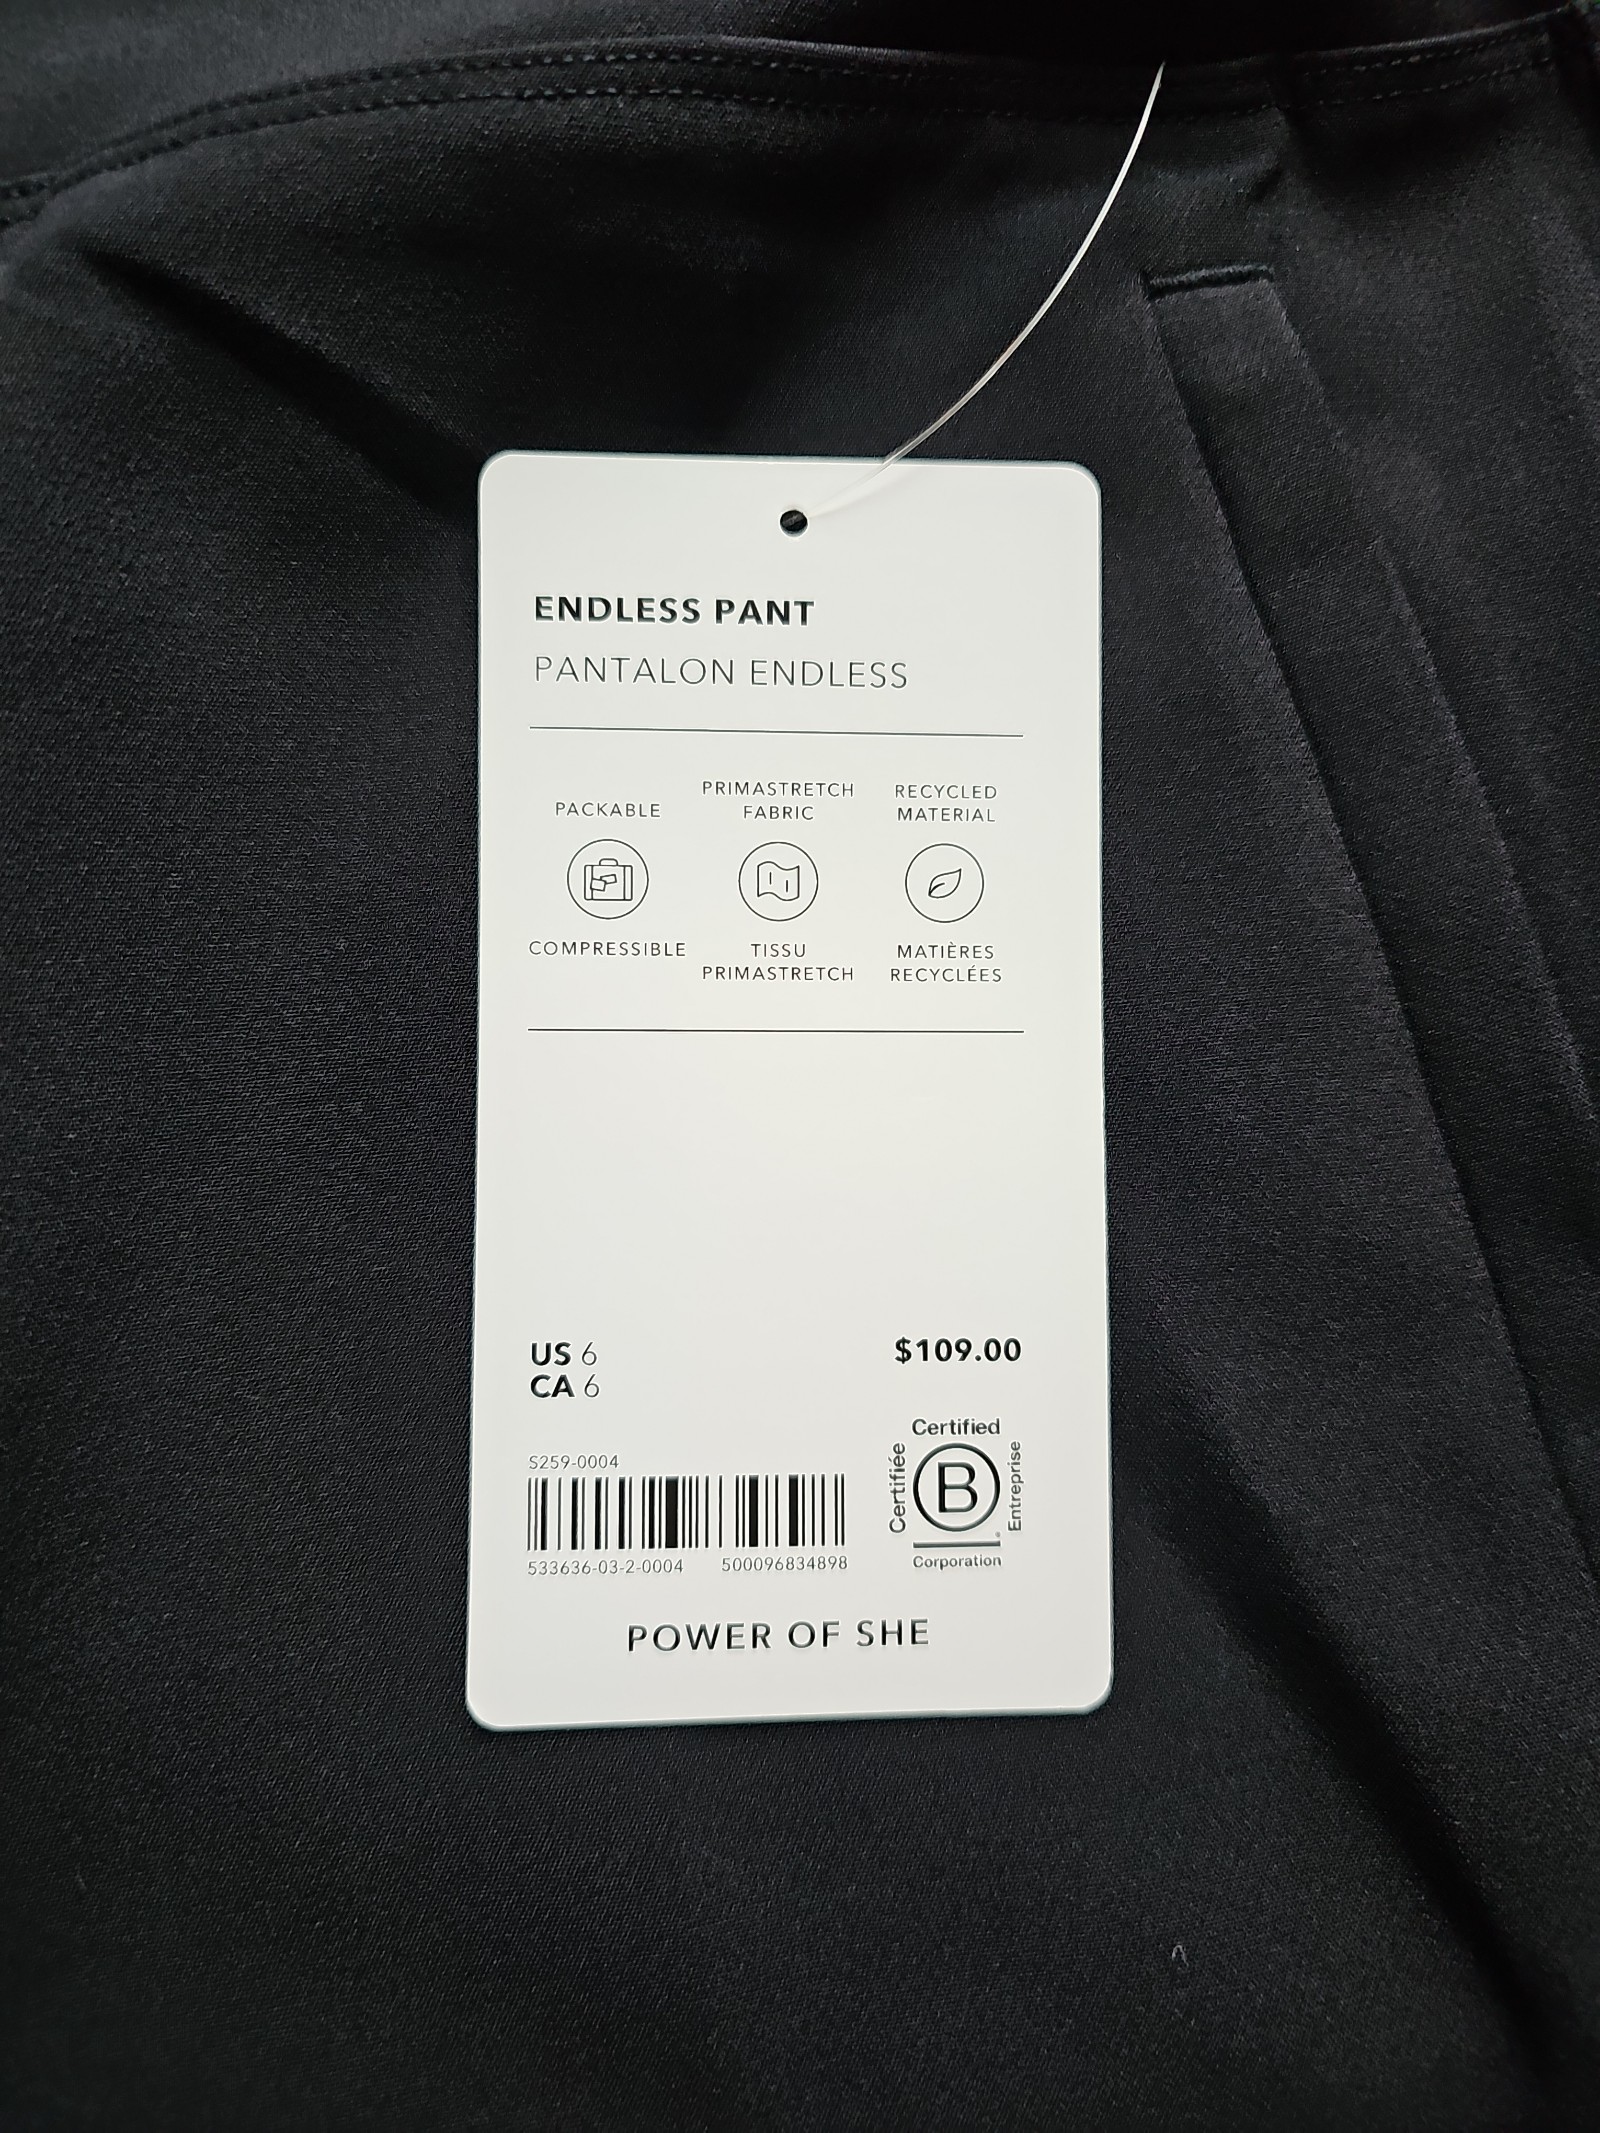 ENDLESS PANT
PANTALON ENDLESS
PACKABLE
PRIMASTRETCH
FABRIC
RECYCLED
MATERIAL
COMPRESSIBLE
TISSU
PRIMASTRETCH
MATIÈRES
RECYCLÉES
US 6
CA 6
$109.00
S259-0004
533636-03-2-0004 500096834898
Certified
Certifiée
B
Entreprise
Corporation
POWER OF SHE